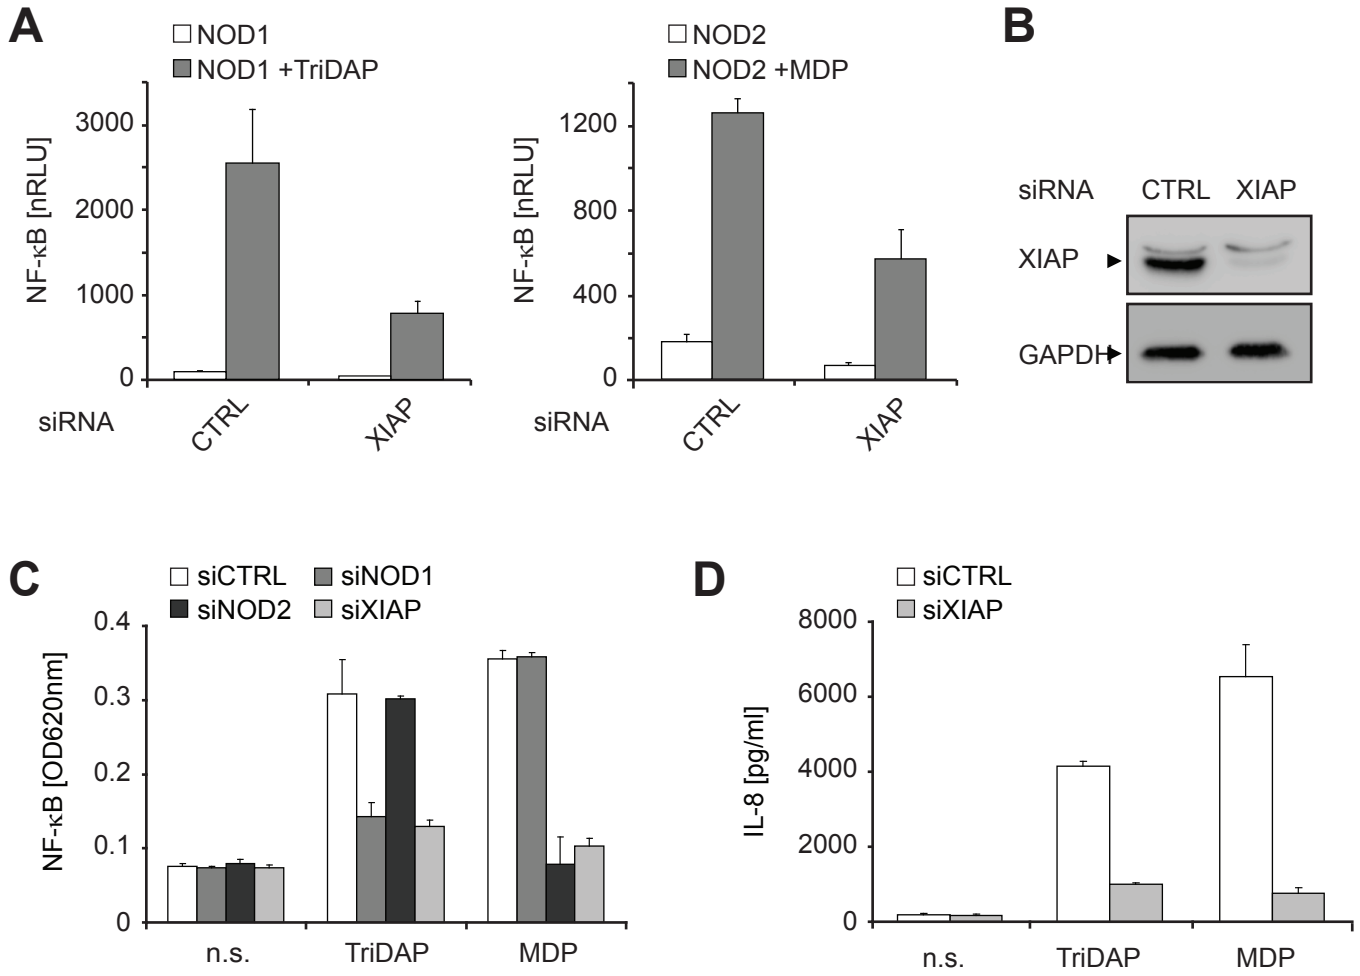 A
NOD1
NOD1 +TriDAP
NF-κB [nRLU]
3000
2000
1000
0
siRNA
CTRL
XIAP
NOD2
NOD2 +MDP
NF-κB [nRLU]
1200
800
400
0
siRNA
CTRL
XIAP
B
siRNA CTRL XIAP
XIAP
GAPDH
C
siCTRL siNOD1
siNOD2 siXIAP
NF-κB [OD620nm]
0.4
0.3
0.2
0.1
0
n.s. TriDAP MDP
D
siCTRL
siXIAP
IL-8 [pg/ml]
8000
6000
4000
2000
0
n.s. TriDAP MDP